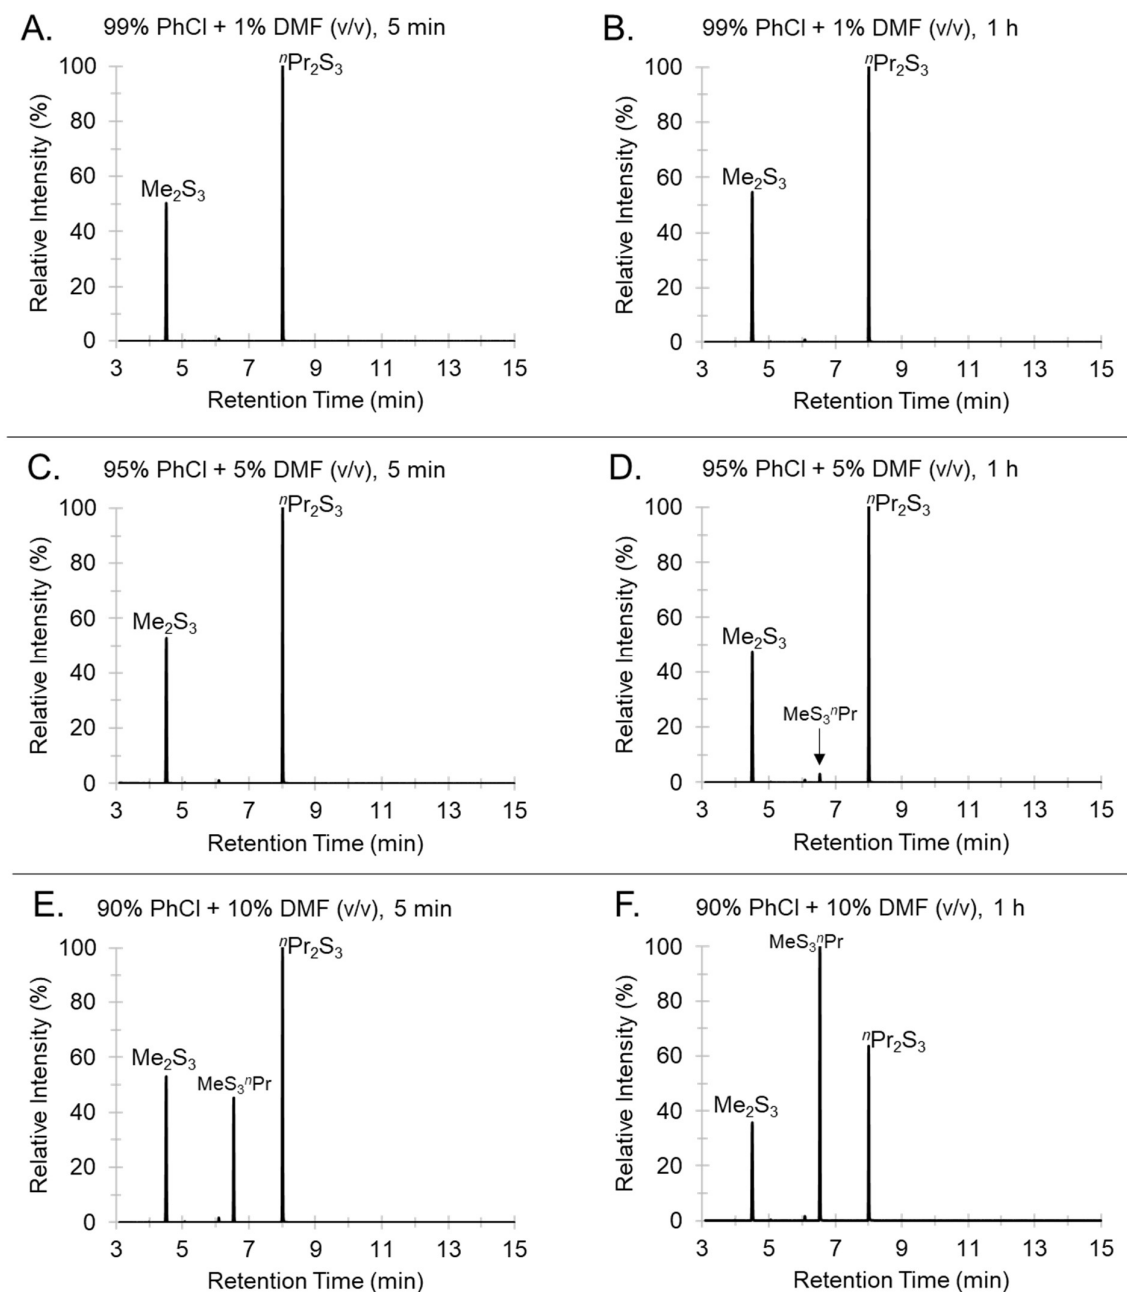 A. 99% PhCl + 1% DMF (v/v), 5 min
ⁿPr₂S₃
Me₂S₃
Relative Intensity (%)
100
80
60
40
20
0
3 5 7 9 11 13 15
Retention Time (min)
B. 99% PhCl + 1% DMF (v/v), 1 h
ⁿPr₂S₃
Me₂S₃
Relative Intensity (%)
100
80
60
40
20
0
3 5 7 9 11 13 15
Retention Time (min)
C. 95% PhCl + 5% DMF (v/v), 5 min
ⁿPr₂S₃
Me₂S₃
Relative Intensity (%)
100
80
60
40
20
0
3 5 7 9 11 13 15
Retention Time (min)
D. 95% PhCl + 5% DMF (v/v), 1 h
ⁿPr₂S₃
Me₂S₃
MeS₃ⁿPr
Relative Intensity (%)
100
80
60
40
20
0
3 5 7 9 11 13 15
Retention Time (min)
E. 90% PhCl + 10% DMF (v/v), 5 min
ⁿPr₂S₃
Me₂S₃
MeS₃ⁿPr
Relative Intensity (%)
100
80
60
40
20
0
3 5 7 9 11 13 15
Retention Time (min)
F. 90% PhCl + 10% DMF (v/v), 1 h
MeS₃ⁿPr
ⁿPr₂S₃
Me₂S₃
Relative Intensity (%)
100
80
60
40
20
0
3 5 7 9 11 13 15
Retention Time (min)